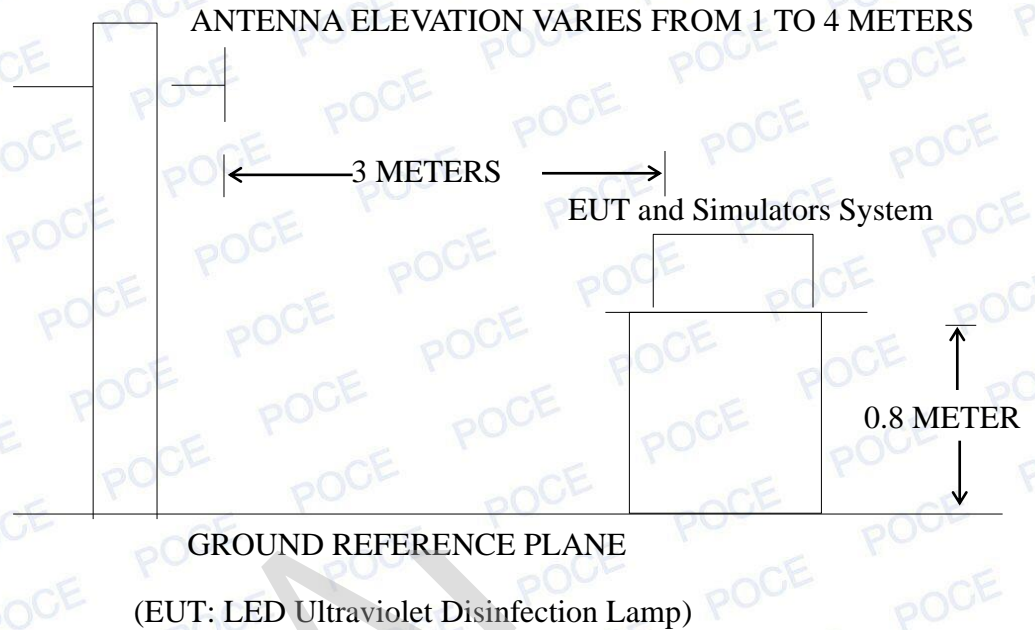 ANTENNA ELEVATION VARIES FROM 1 TO 4 METERS
3 METERS
EUT and Simulators System
0.8 METER
GROUND REFERENCE PLANE
(EUT: LED Ultraviolet Disinfection Lamp)
POCE